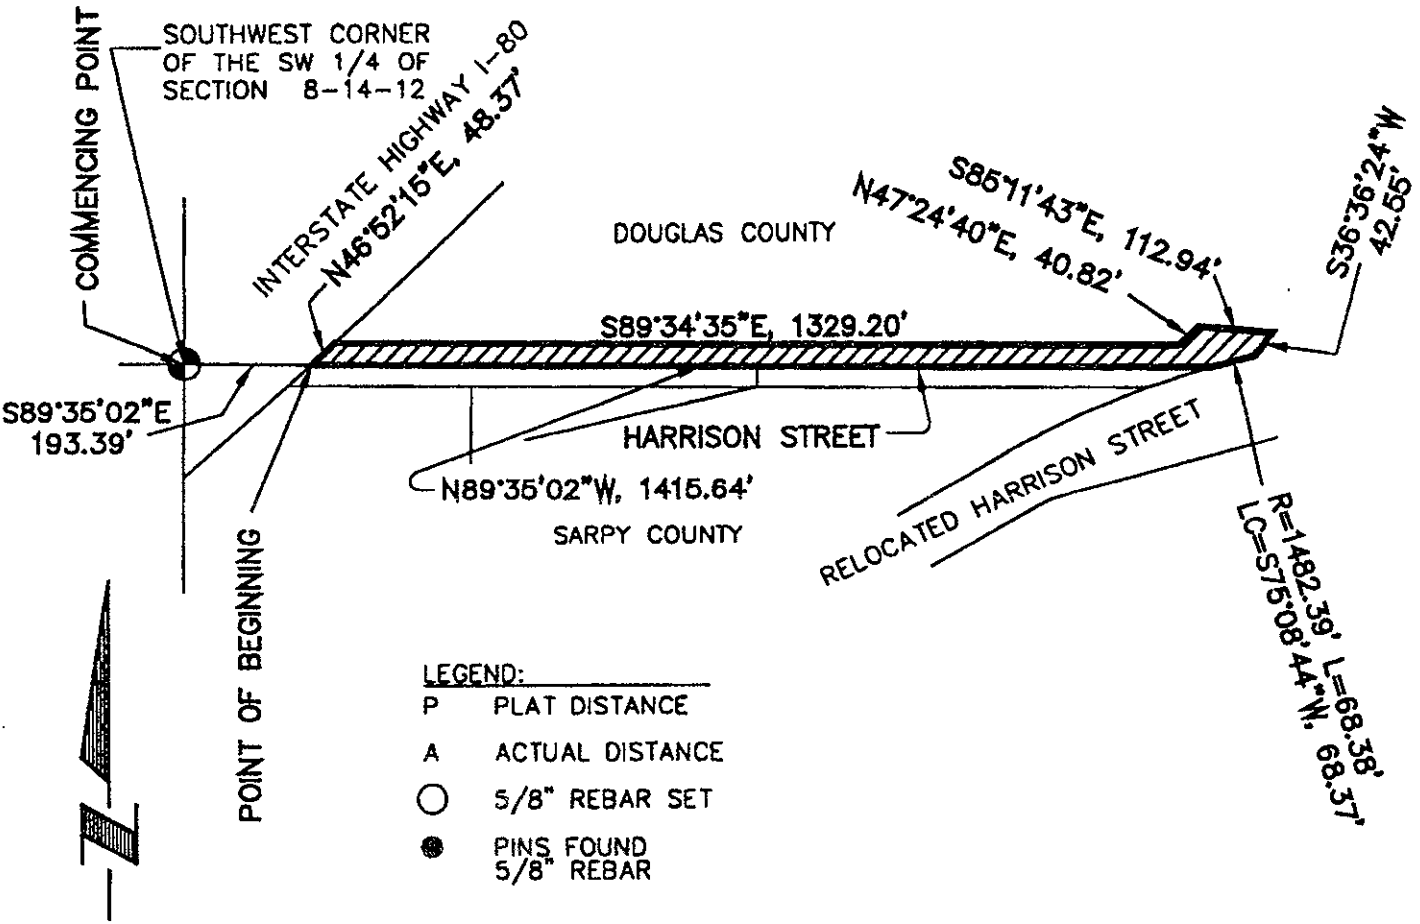 COMMENCING POINT
SOUTHWEST CORNER
OF THE SW 1/4 OF
SECTION 8-14-12
INTERSTATE HIGHWAY I-80
N46°52'15"E, 48.37'
DOUGLAS COUNTY
S85°11'43"E, 112.94'
N47°24'40"E, 40.82'
S36°36'24"W
42.55'
S89°34'35"E, 1329.20'
S89°35'02"E
193.39'
HARRISON STREET
N89°35'02"W, 1415.64'
SARPY COUNTY
RELOCATED HARRISON STREET
R=1482.39' L=68.38'
LC=S75°08'44"W, 68.37'
POINT OF BEGINNING
LEGEND:
P PLAT DISTANCE
A ACTUAL DISTANCE
5/8" REBAR SET
PINS FOUND
5/8" REBAR